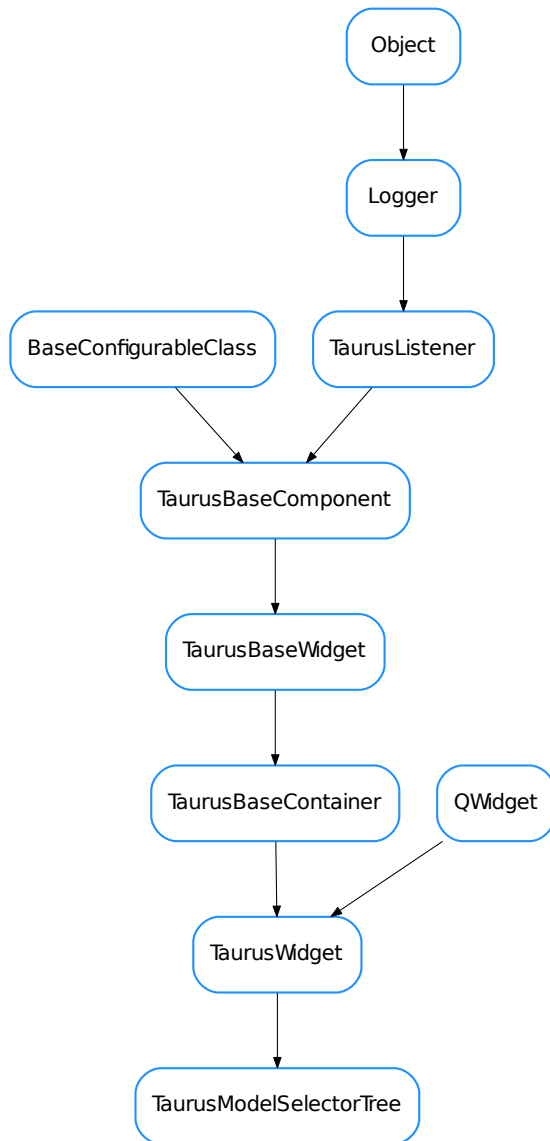 Object
Logger
BaseConfigurableClass
TaurusListener
TaurusBaseComponent
TaurusBaseWidget
TaurusBaseContainer
QWidget
TaurusWidget
TaurusModelSelectorTree